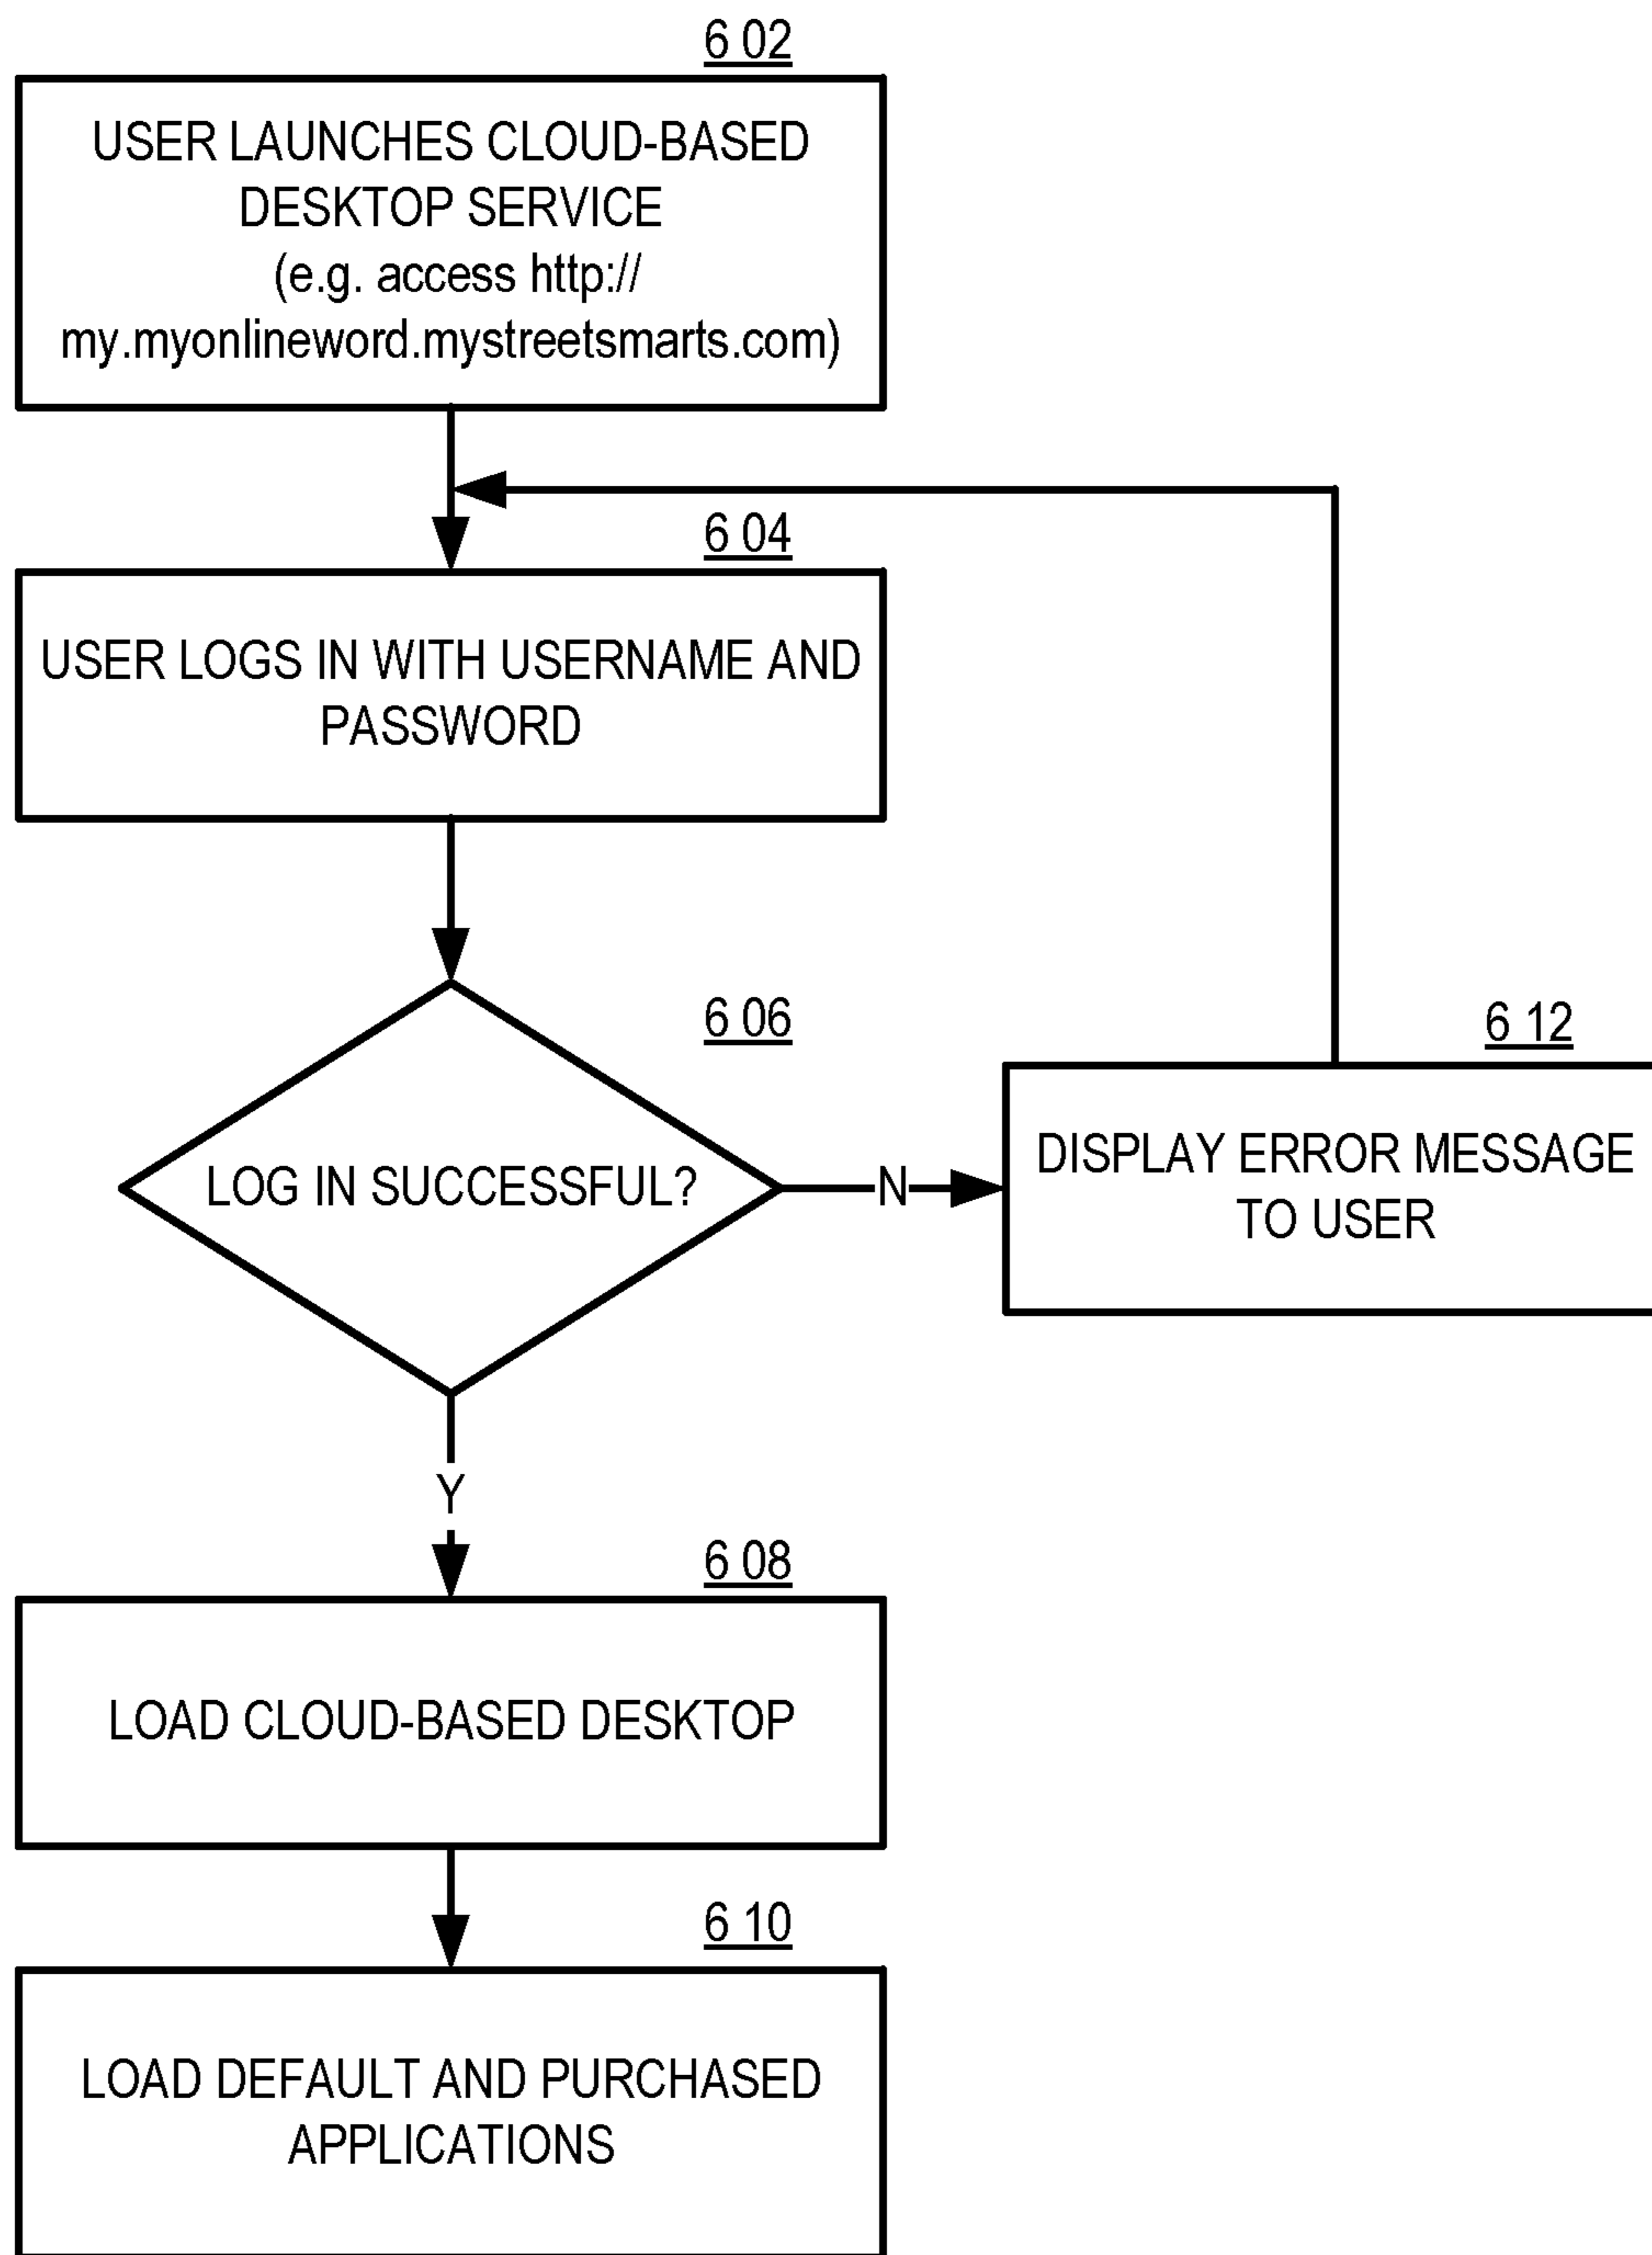 6 02
USER LAUNCHES CLOUD-BASED
DESKTOP SERVICE
(e.g. access http://
my.myonlineword.mystreetsmarts.com)
6 04
USER LOGS IN WITH USERNAME AND
PASSWORD
6 06
LOG IN SUCCESSFUL?
N
6 12
DISPLAY ERROR MESSAGE
TO USER
Y
6 08
LOAD CLOUD-BASED DESKTOP
6 10
LOAD DEFAULT AND PURCHASED
APPLICATIONS